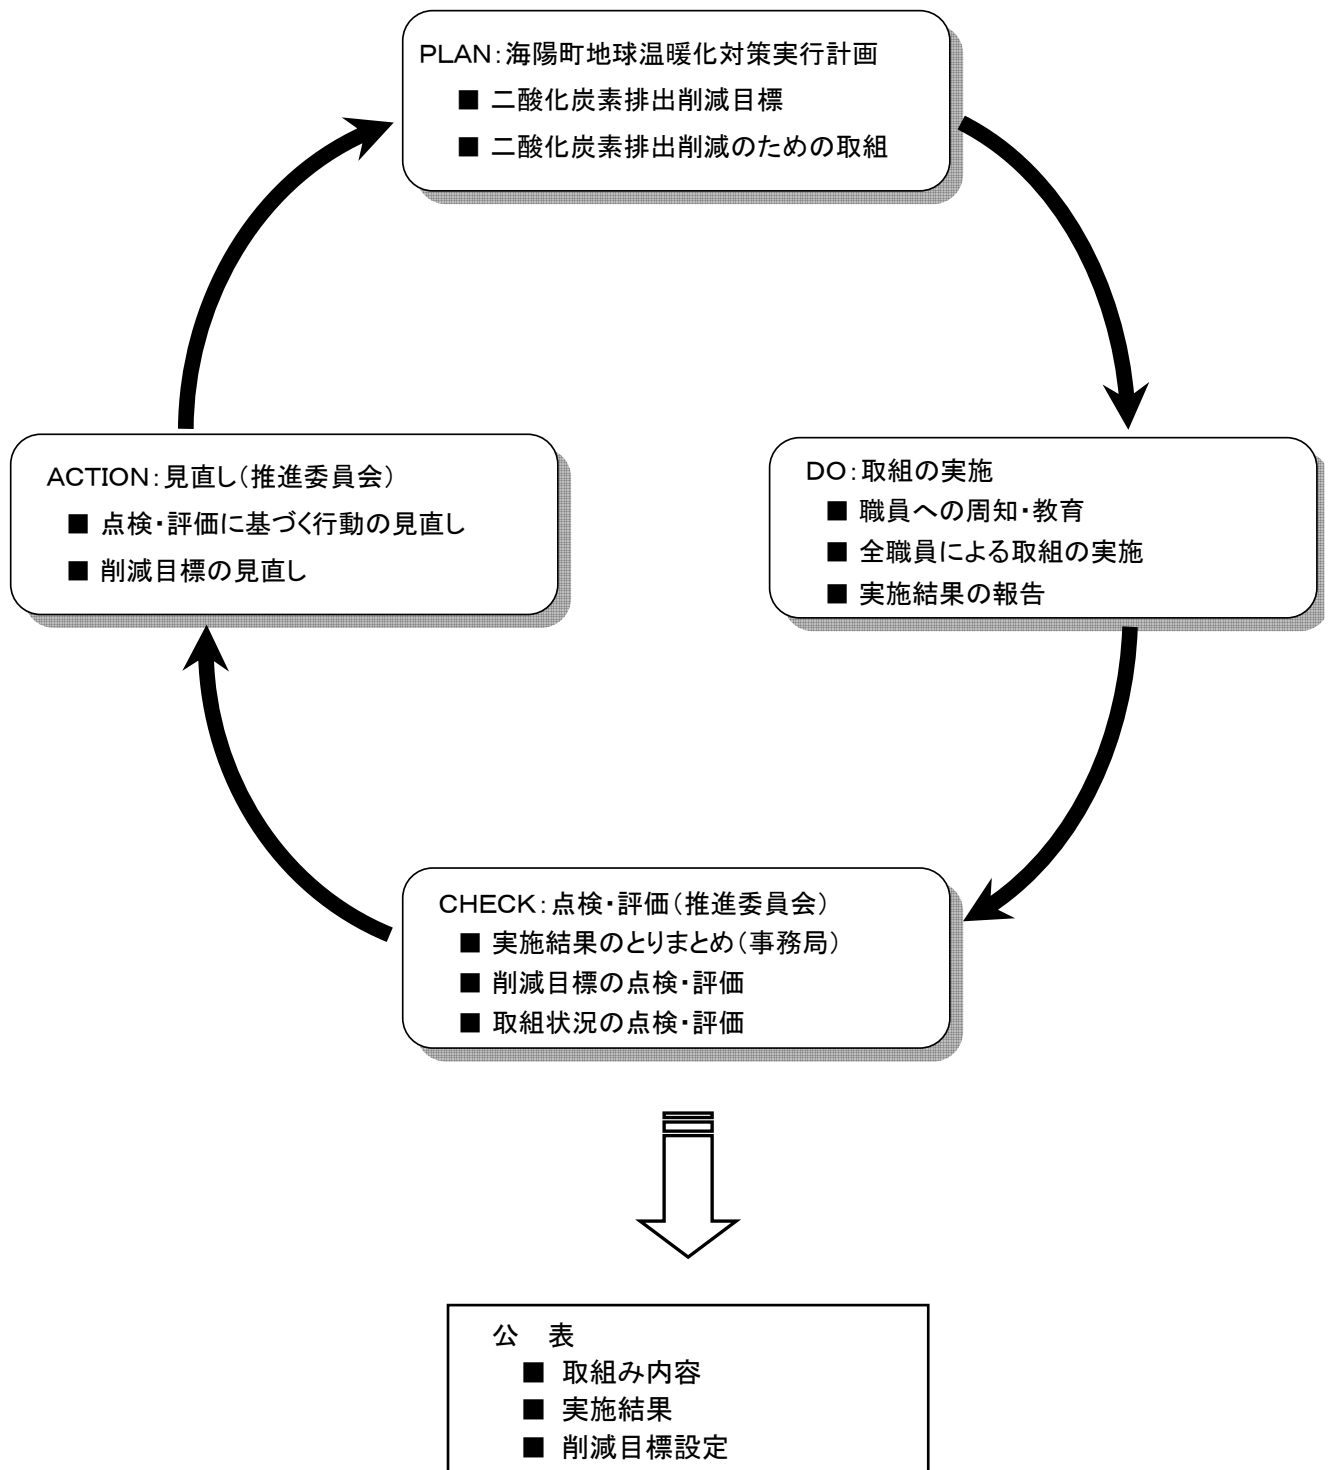 PLAN：海陽町地球温暖化対策実行計画
■ 二酸化炭素排出削減目標
■ 二酸化炭素排出削減のための取組
DO：取組の実施
■ 職員への周知・教育
■ 全職員による取組の実施
■ 実施結果の報告
CHECK：点検・評価（推進委員会）
■ 実施結果のとりまとめ（事務局）
■ 削減目標の点検・評価
■ 取組状況の点検・評価
ACTION：見直し（推進委員会）
■ 点検・評価に基づく行動の見直し
■ 削減目標の見直し
公　表
■ 取組み内容
■ 実施結果
■ 削減目標設定